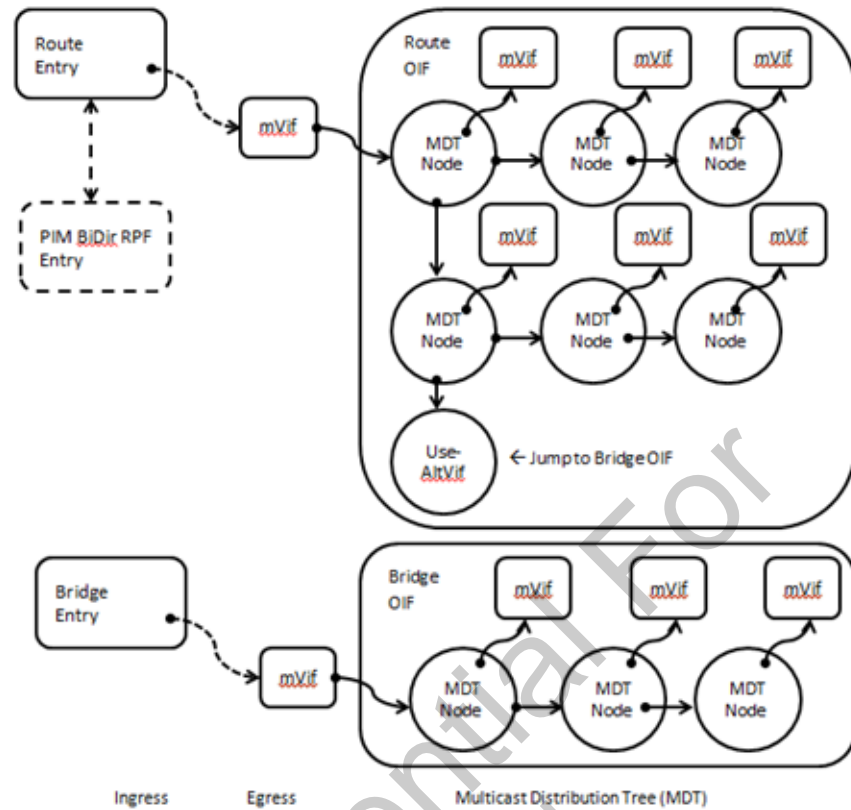 Route
Entry
mVif
PIM BiDir RPF
Entry
Route
OIF
mVif
mVif
mVif
MDT
Node
MDT
Node
MDT
Node
mVif
mVif
mVif
MDT
Node
MDT
Node
MDT
Node
Use-
AltVif
← Jump to Bridge OIF
Bridge
Entry
mVif
Bridge
OIF
mVif
mVif
mVif
MDT
Node
MDT
Node
MDT
Node
Ingress
Egress
Multicast Distribution Tree (MDT)
ential For